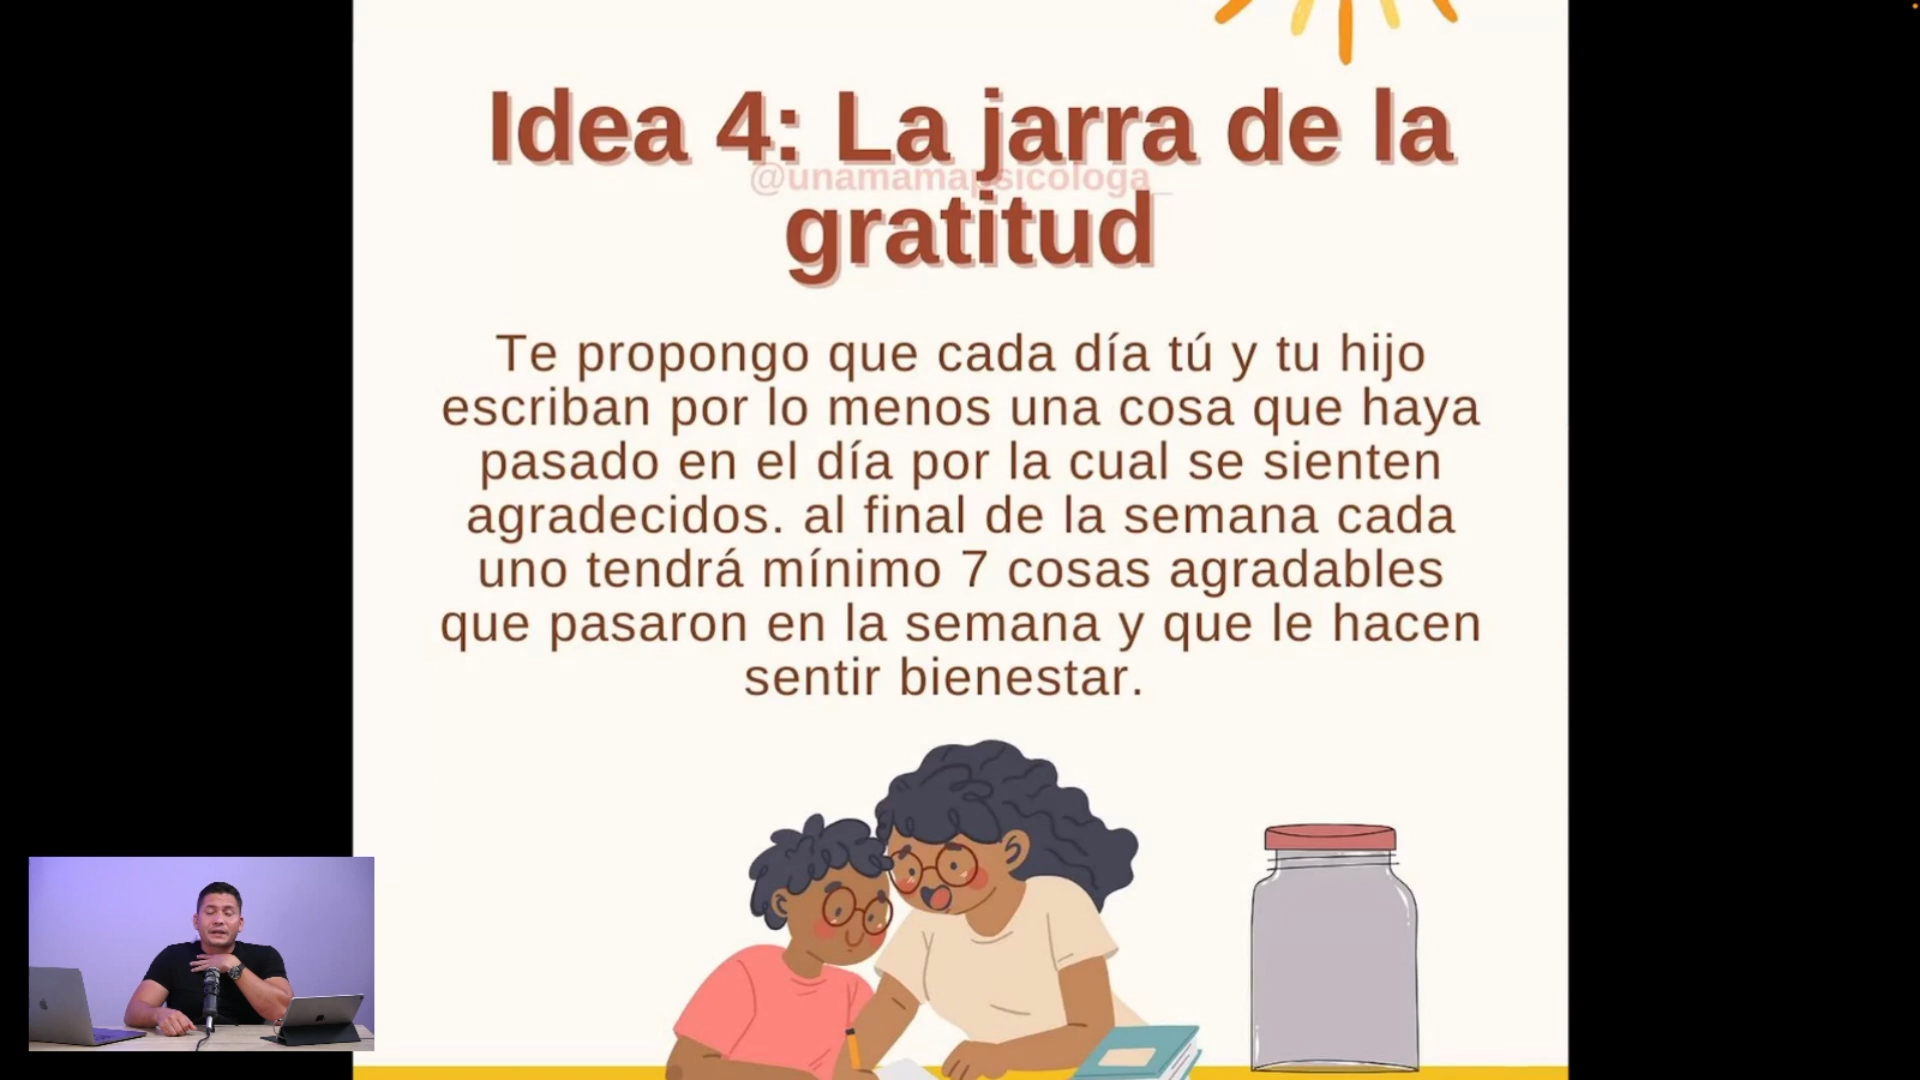 Idea 4: La jarra de la
@unamamapsicologa_
gratitud
Te propongo que cada día tú y tu hijo
escriban por lo menos una cosa que haya
pasado en el día por la cual se sienten
agradecidos. al final de la semana cada
uno tendrá mínimo 7 cosas agradables
que pasaron en la semana y que le hacen
sentir bienestar.